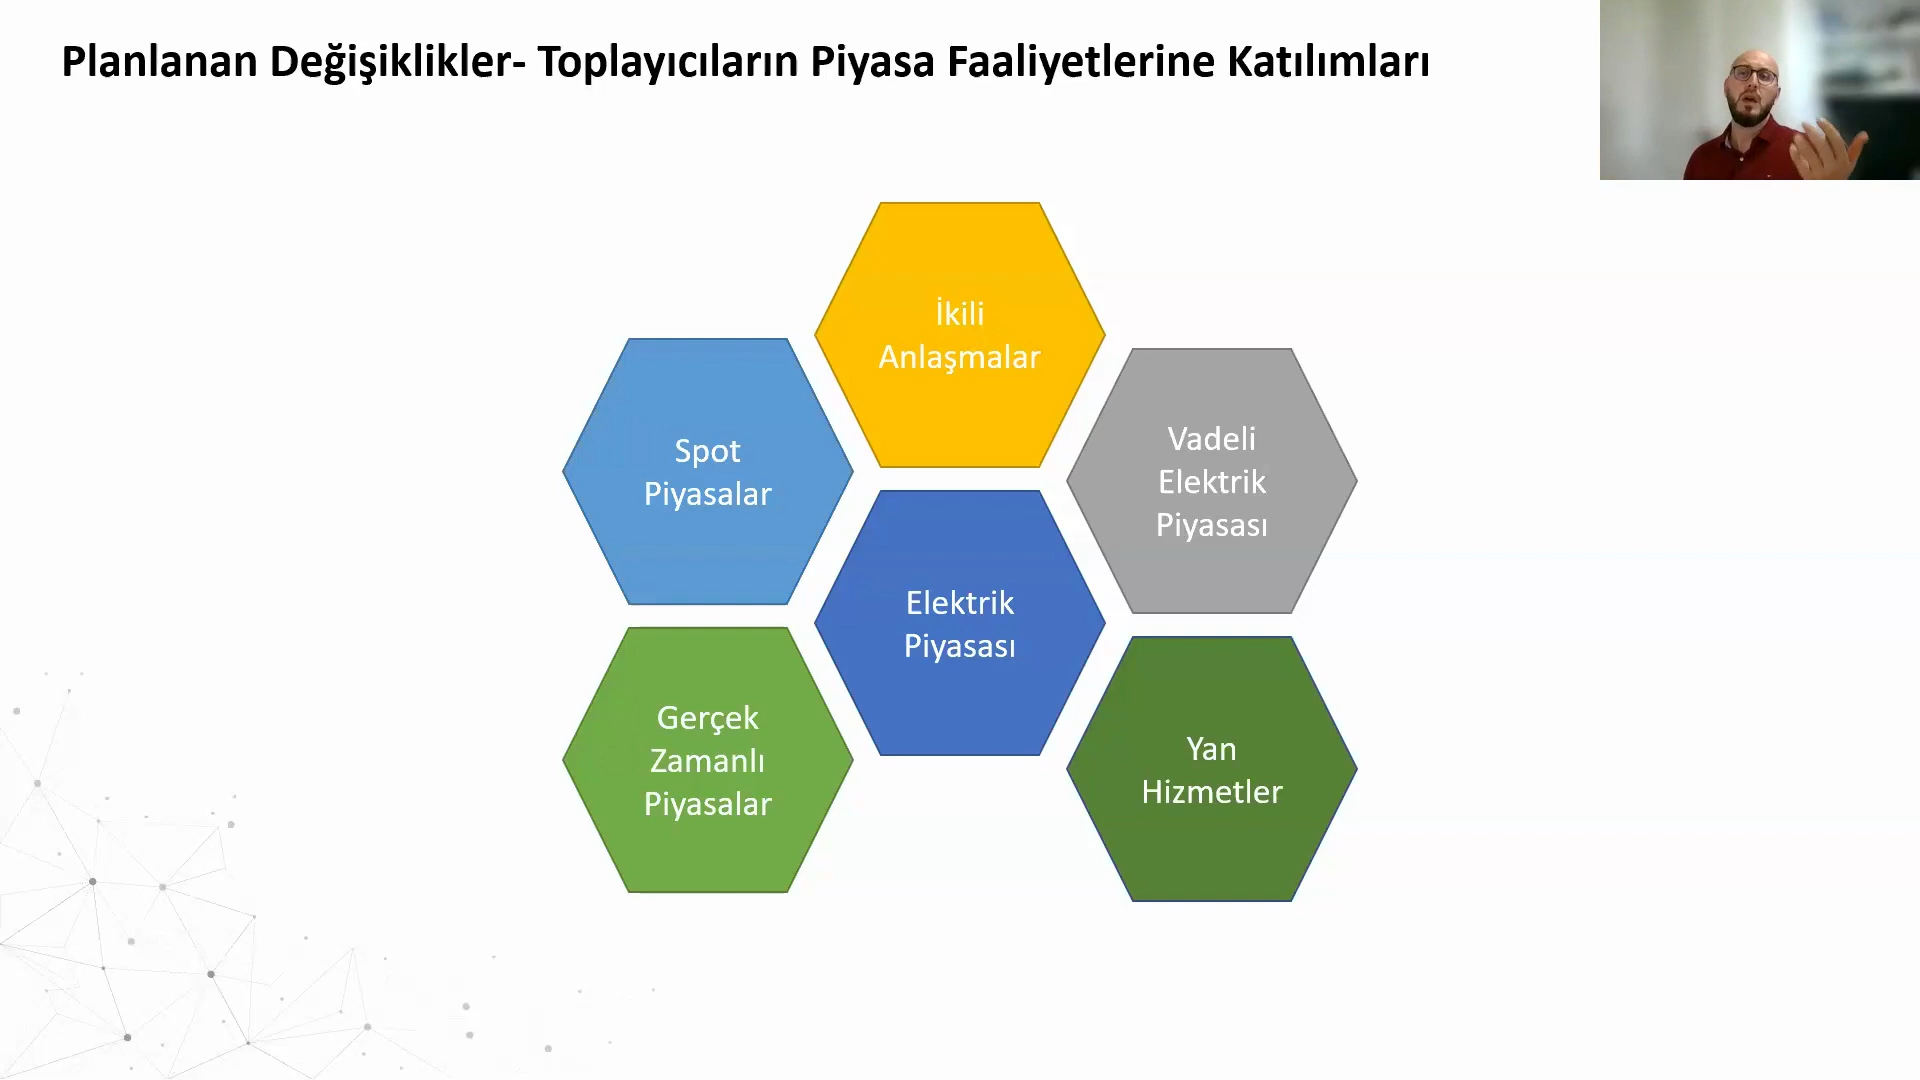 Planlanan Değişiklikler- Toplayıcıların Piyasa Faaliyetlerine Katılımları
İkili
Anlaşmalar
Spot
Piyasalar
Vadeli
Elektrik
Piyasası
Elektrik
Piyasası
Gerçek
Zamanlı
Piyasalar
Yan
Hizmetler